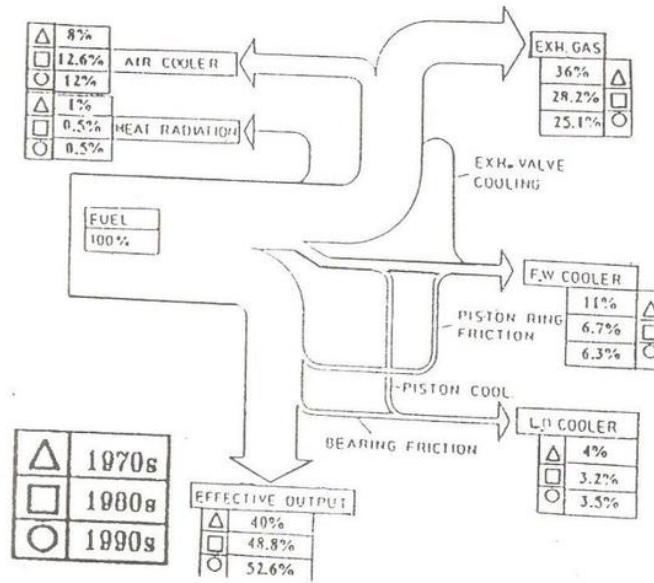 △ 8%
□ 12.6%
○ 12%
AIR COOLER
△ 1%
□ 0.5%
○ 0.5%
HEAT RADIATION
EXH. GAS
36% △
28.2% □
25.1% ○
EXH. VALVE
COOLING
FUEL
100%
F.W COOLER
11% △
6.7% □
6.3% ○
PISTON RING
FRICTION
PISTON COOL.
BEARING FRICTION
L.O COOLER
△ 4%
□ 3.2%
○ 3.5%
EFFECTIVE OUTPUT
△ 40%
□ 48.8%
○ 52.6%
△ 1970s
□ 1980s
○ 1990s